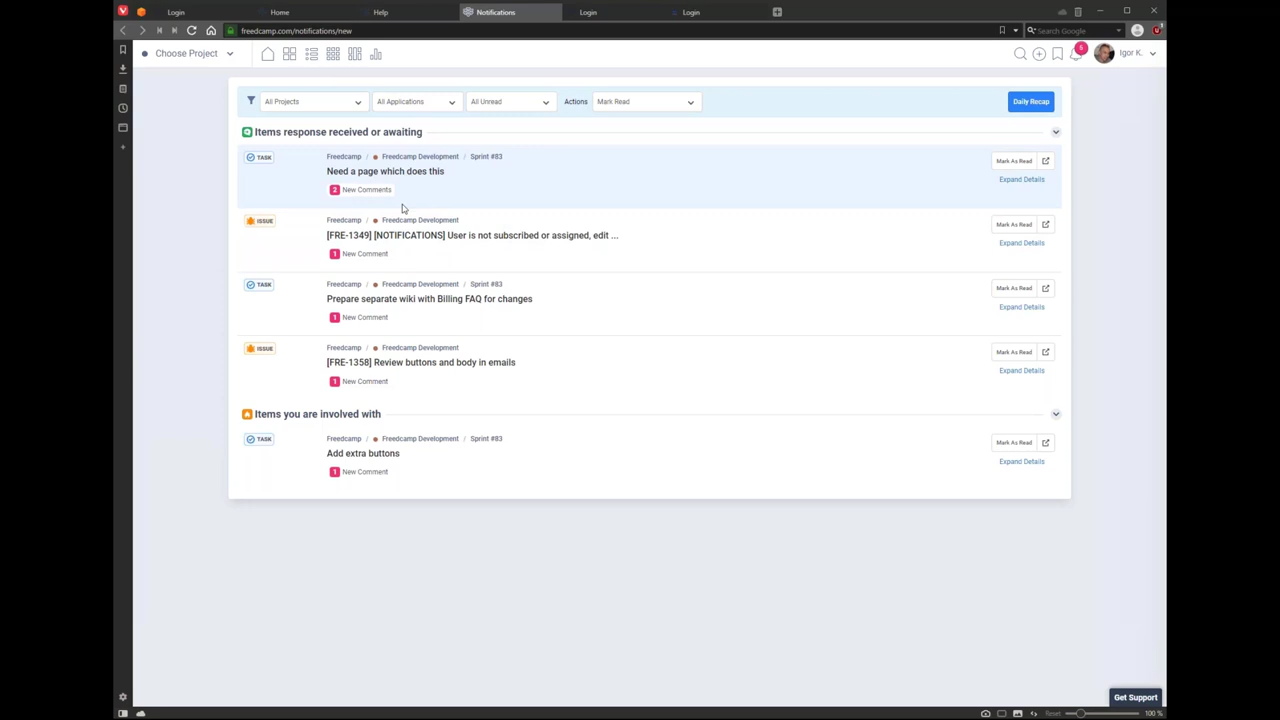 Login
Home
Help
Notifications
Login
Login
freedcamp.com/notifications/new
Search Google
Choose Project
5
Igor K.
All Projects
All Applications
All Unread
Actions
Mark Read
Daily Recap
Items response received or awaiting
TASK
Freedcamp / Freedcamp Development / Sprint #83
Mark As Read
Need a page which does this
Expand Details
2 New Comments
ISSUE
Freedcamp / Freedcamp Development
Mark As Read
[FRE-1349] [NOTIFICATIONS] User is not subscribed or assigned, edit ...
Expand Details
1 New Comment
TASK
Freedcamp / Freedcamp Development / Sprint #83
Mark As Read
Prepare separate wiki with Billing FAQ for changes
Expand Details
1 New Comment
ISSUE
Freedcamp / Freedcamp Development
Mark As Read
[FRE-1358] Review buttons and body in emails
Expand Details
1 New Comment
Items you are involved with
TASK
Freedcamp / Freedcamp Development / Sprint #83
Mark As Read
Add extra buttons
Expand Details
1 New Comment
Get Support
Reset
100 %